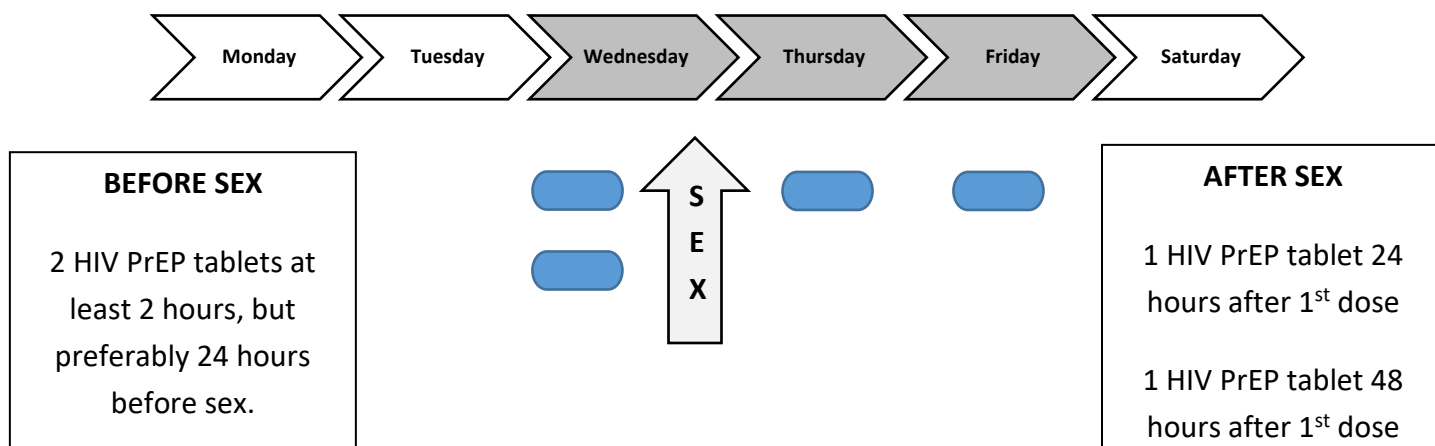 Monday Tuesday Wednesday Thursday Friday Saturday
BEFORE SEX
2 HIV PrEP tablets at
least 2 hours, but
preferably 24 hours
before sex.
S
E
X
AFTER SEX
1 HIV PrEP tablet 24
hours after 1st dose
1 HIV PrEP tablet 48
hours after 1st dose